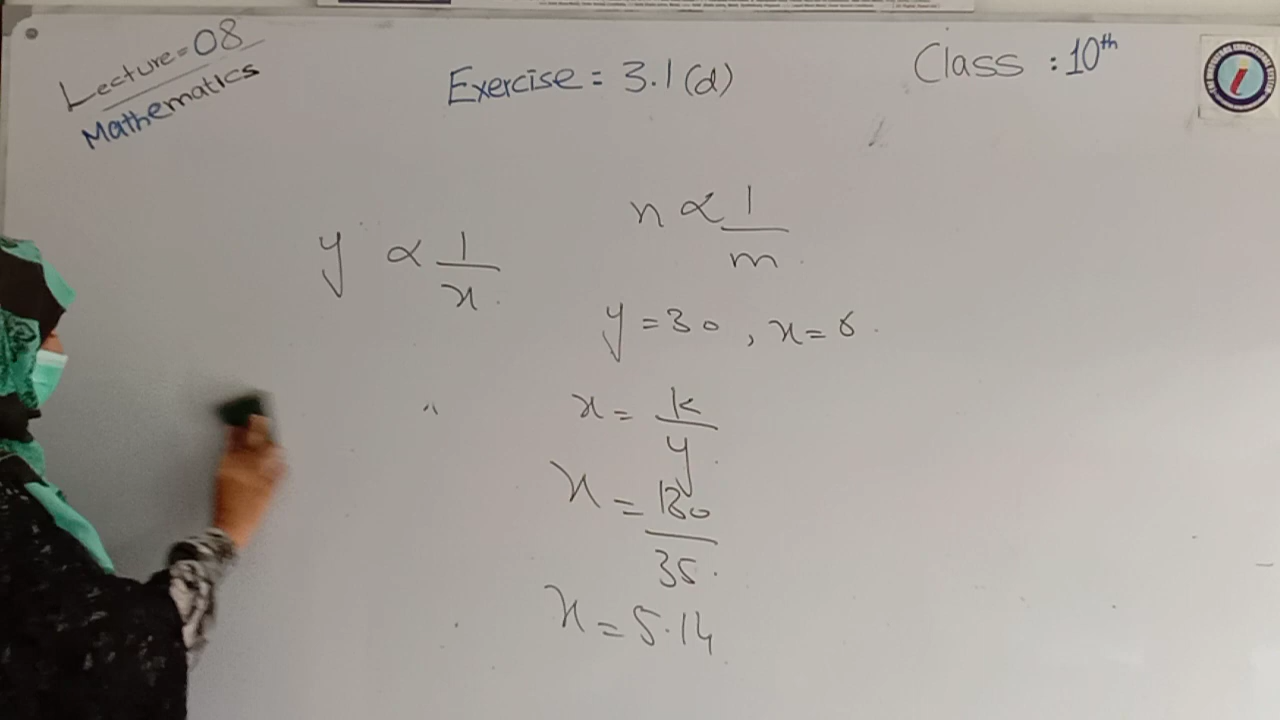 Lecture = 08
Mathematics
Exercise = 3.1 (d)
Class : 10th
n ∝ 1/m
y ∝ 1/x
y = 30 , x = 6
x = k/y
x = 180/35
x = 5.14